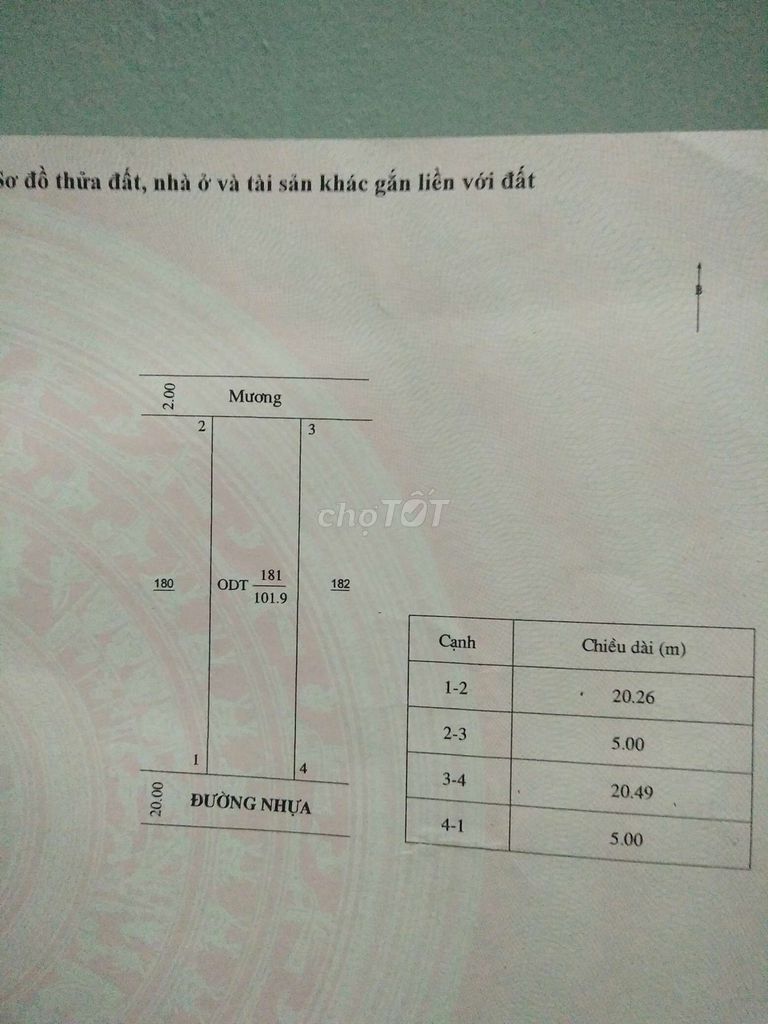 Sơ đồ thửa đất, nhà ở và tài sản khác gắn liền với đất
B
2.00 Mương
2 3
chợTỐT
180 ODT 181 182
101.9
1 4
20.00 ĐƯỜNG NHỰA
Cạnh Chiều dài (m)
1-2 20.26
2-3 5.00
3-4 20.49
4-1 5.00